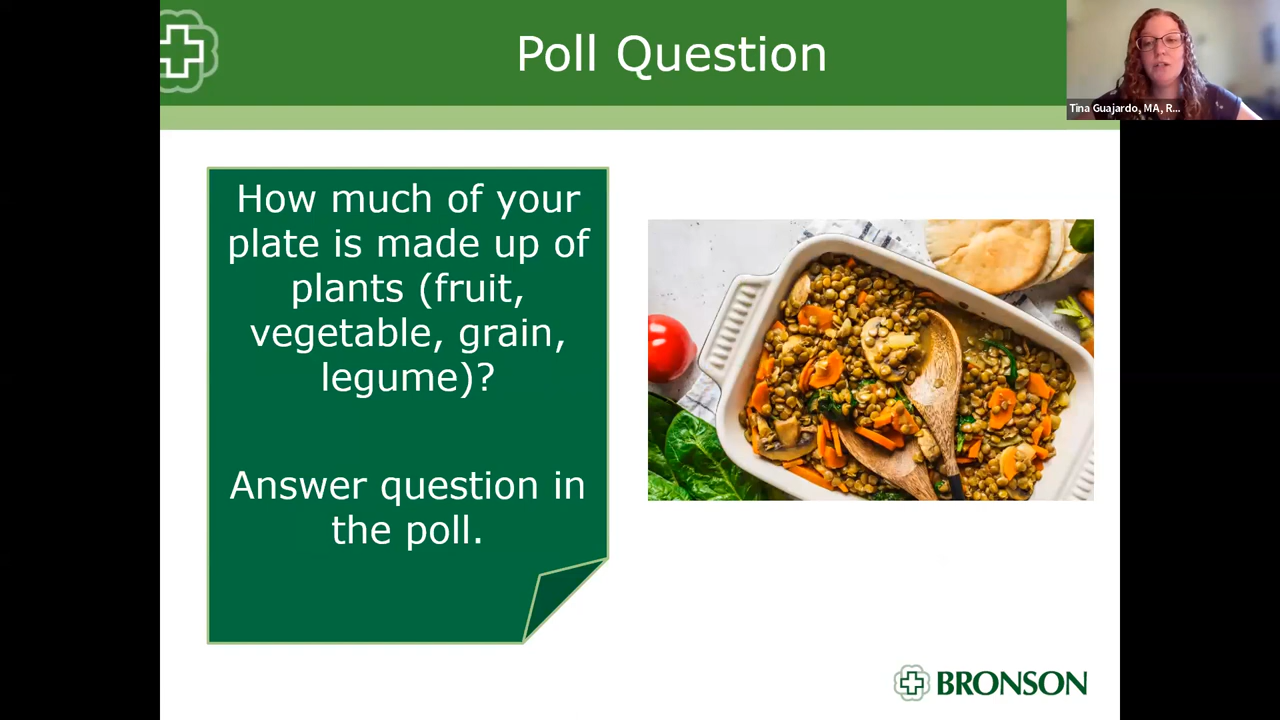 Poll Question
Tina Guajardo, MA, R...
How much of your
plate is made up of
plants (fruit,
vegetable, grain,
legume)?
Answer question in
the poll.
BRONSON